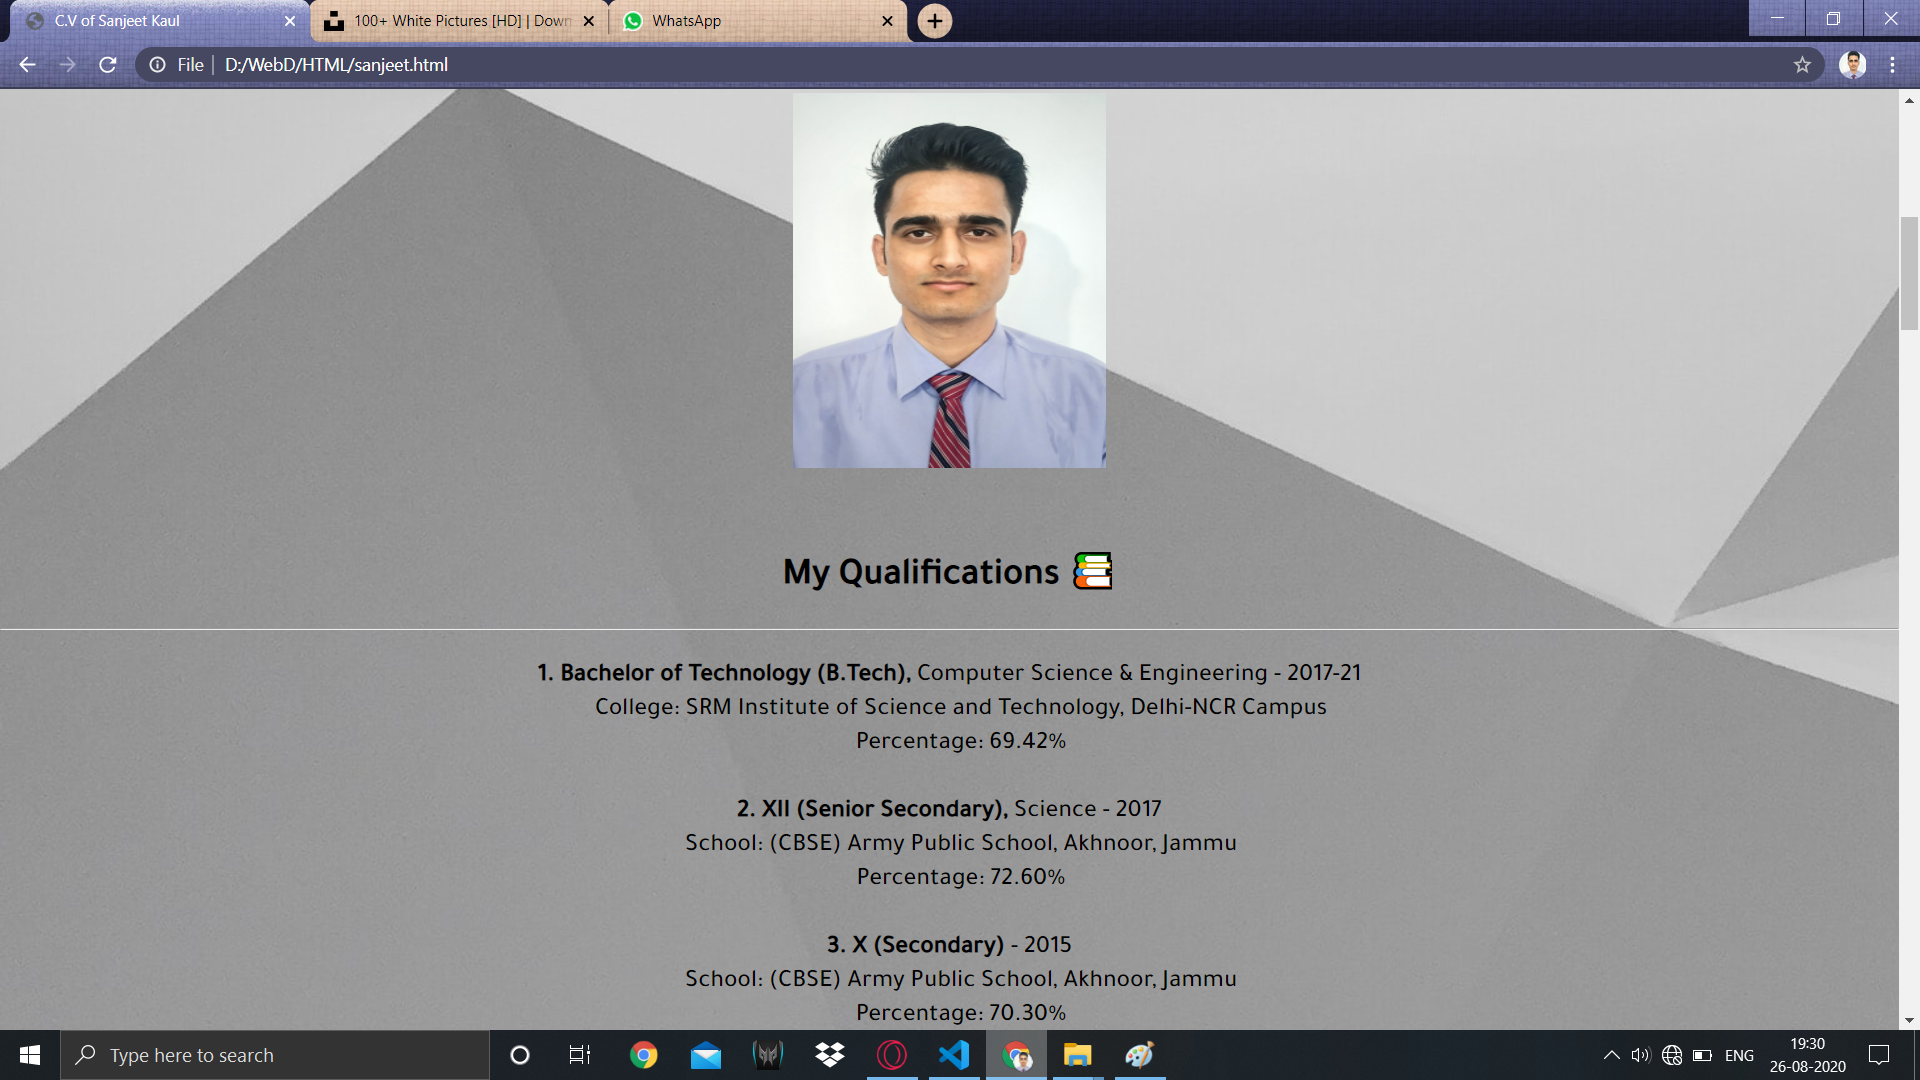 C.V of Sanjeet Kaul
100+ White Pictures [HD] | Down
WhatsApp
File
D:/WebD/HTML/sanjeet.html
My Qualifications
1. Bachelor of Technology (B.Tech), Computer Science & Engineering - 2017-21
College: SRM Institute of Science and Technology, Delhi-NCR Campus
Percentage: 69.42%
2. XII (Senior Secondary), Science - 2017
School: (CBSE) Army Public School, Akhnoor, Jammu
Percentage: 72.60%
3. X (Secondary) - 2015
School: (CBSE) Army Public School, Akhnoor, Jammu
Percentage: 70.30%
Type here to search
ENG
19:30
26-08-2020